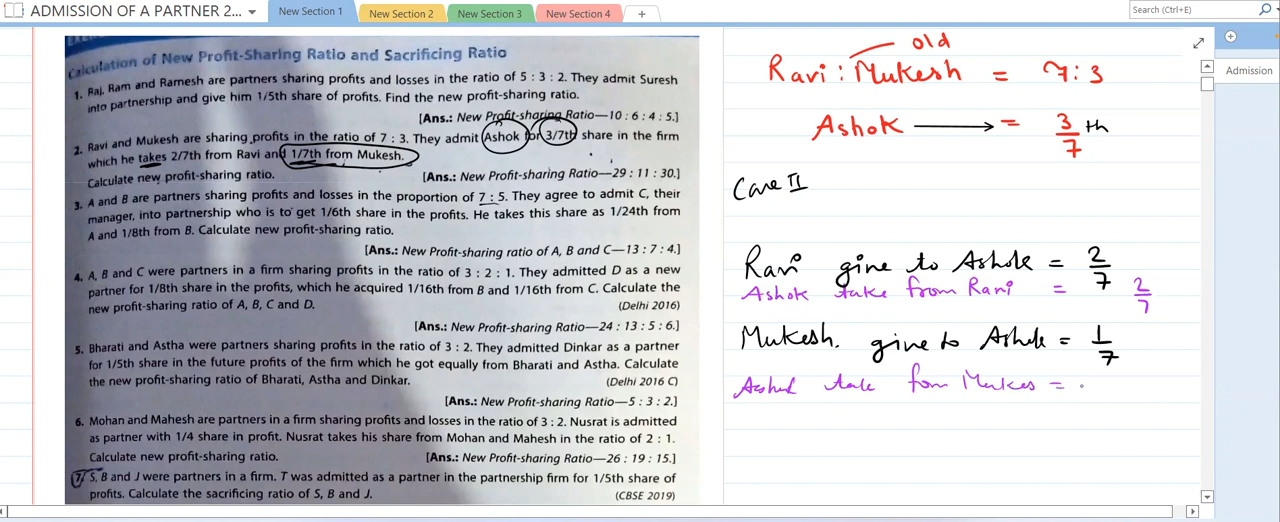 ADMISSION OF A PARTNER 2...
New Section 1
New Section 2
New Section 3
New Section 4
+
Search (Ctrl+E)
Admission
Calculation of New Profit-Sharing Ratio and Sacrificing Ratio
1. Raj, Ram and Ramesh are partners sharing profits and losses in the ratio of 5 : 3 : 2. They admit Suresh
into partnership and give him 1/5th share of profits. Find the new profit-sharing ratio.
[Ans.: New Profit-sharing Ratio—10 : 6 : 4 : 5.]
2. Ravi and Mukesh are sharing profits in the ratio of 7 : 3. They admit Ashok for 3/7th share in the firm
which he takes 2/7th from Ravi and 1/7th from Mukesh.
Calculate new profit-sharing ratio.
[Ans.: New Profit-sharing Ratio—29 : 11 : 30.]
3. A and B are partners sharing profits and losses in the proportion of 7 : 5. They agree to admit C, their
manager, into partnership who is to get 1/6th share in the profits. He takes this share as 1/24th from
A and 1/8th from B. Calculate new profit-sharing ratio.
[Ans.: New Profit-sharing ratio of A, B and C—13 : 7 : 4.]
4. A, B and C were partners in a firm sharing profits in the ratio of 3 : 2 : 1. They admitted D as a new
partner for 1/8th share in the profits, which he acquired 1/16th from B and 1/16th from C. Calculate the
new profit-sharing ratio of A, B, C and D. (Delhi 2016)
[Ans.: New Profit-sharing Ratio—24 : 13 : 5 : 6.]
5. Bharati and Astha were partners sharing profits in the ratio of 3 : 2. They admitted Dinkar as a partner
for 1/5th share in the future profits of the firm which he got equally from Bharati and Astha. Calculate
the new profit-sharing ratio of Bharati, Astha and Dinkar. (Delhi 2016 C)
[Ans.: New Profit-sharing Ratio—5 : 3 : 2.]
6. Mohan and Mahesh are partners in a firm sharing profits and losses in the ratio of 3 : 2. Nusrat is admitted
as partner with 1/4 share in profit. Nusrat takes his share from Mohan and Mahesh in the ratio of 2 : 1.
Calculate new profit-sharing ratio. [Ans.: New Profit-sharing Ratio—26 : 19 : 15.]
7. S, B and J were partners in a firm. T was admitted as a partner in the partnership firm for 1/5th share of
profits. Calculate the sacrificing ratio of S, B and J. (CBSE 2019)
old
Ravi : Mukesh = 7 : 3
Ashok = 3/7 th
Case II
Ravi give to Ashok = 2/7
Ashok take from Ravi = 2/7
Mukesh. give to Ashok = 1/7
Ashok take from Mukes =